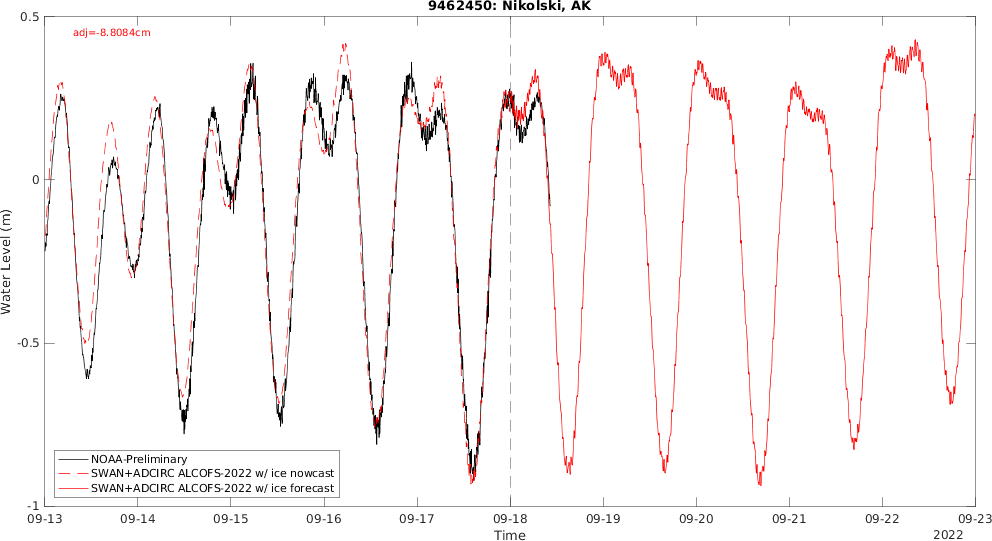 9462450: Nikolski, AK
adj=-8.8084cm
0.5
0
-0.5
-1
Water Level (m)
NOAA-Preliminary
SWAN+ADCIRC ALCOFS-2022 w/ ice nowcast
SWAN+ADCIRC ALCOFS-2022 w/ ice forecast
09-13 09-14 09-15 09-16 09-17 09-18 09-19 09-20 09-21 09-22 09-23
Time
2022